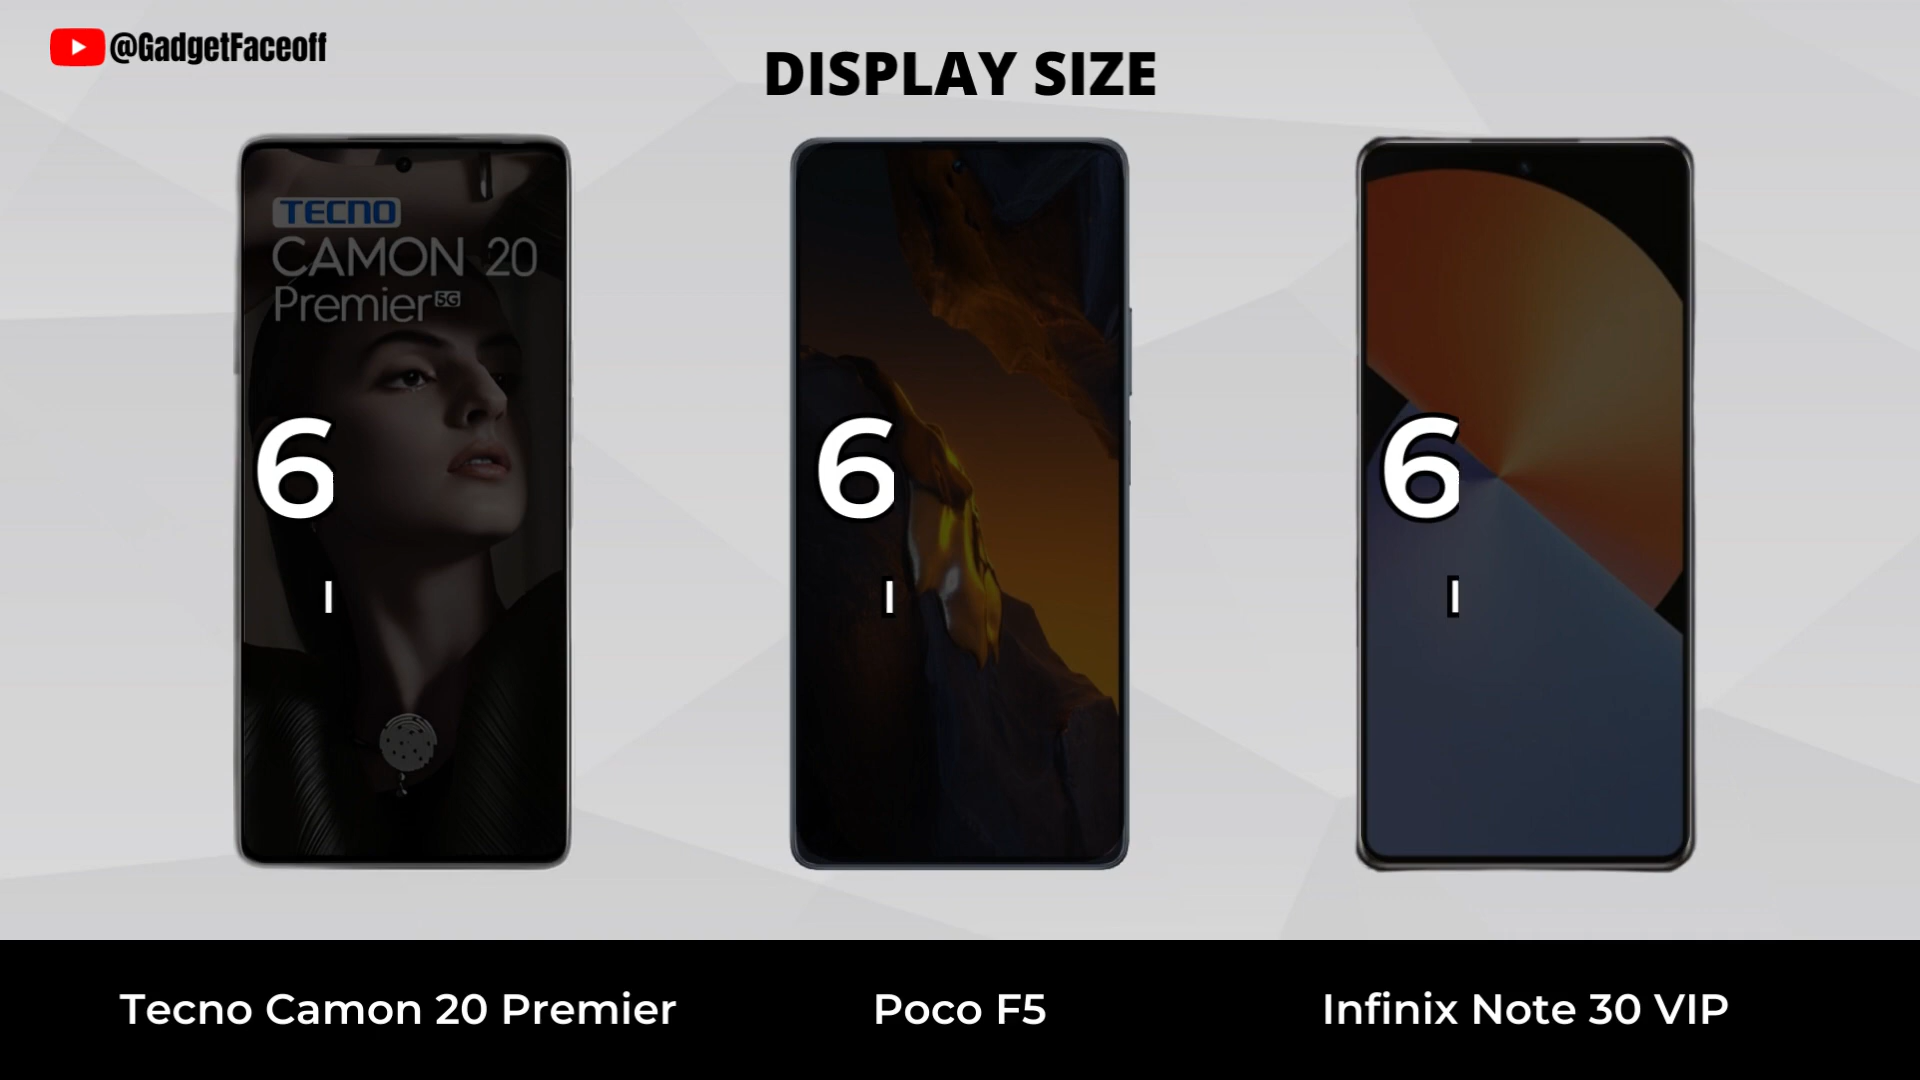 @GadgetFaceoff
DISPLAY SIZE
TECNO
CAMON 20
Premier 5G
6
6
6
I
I
I
Tecno Camon 20 Premier
Poco F5
Infinix Note 30 VIP